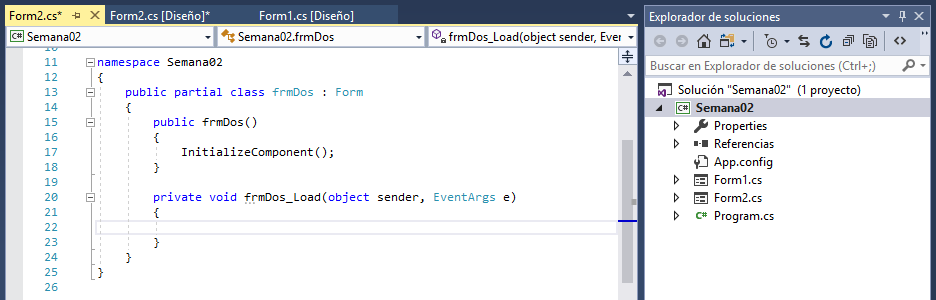 Form2.cs*
Form2.cs [Diseño]*
Form1.cs [Diseño]
C# Semana02
Semana02.frmDos
frmDos_Load(object sender, Even
10
11 namespace Semana02
12 {
13 public partial class frmDos : Form
14 {
15 public frmDos()
16 {
17 InitializeComponent();
18 }
19
20 private void frmDos_Load(object sender, EventArgs e)
21 {
22
23 }
24 }
25 }
26
Explorador de soluciones
Buscar en Explorador de soluciones (Ctrl+;)
Solución "Semana02" (1 proyecto)
C# Semana02
Properties
Referencias
App.config
Form1.cs
Form2.cs
C# Program.cs